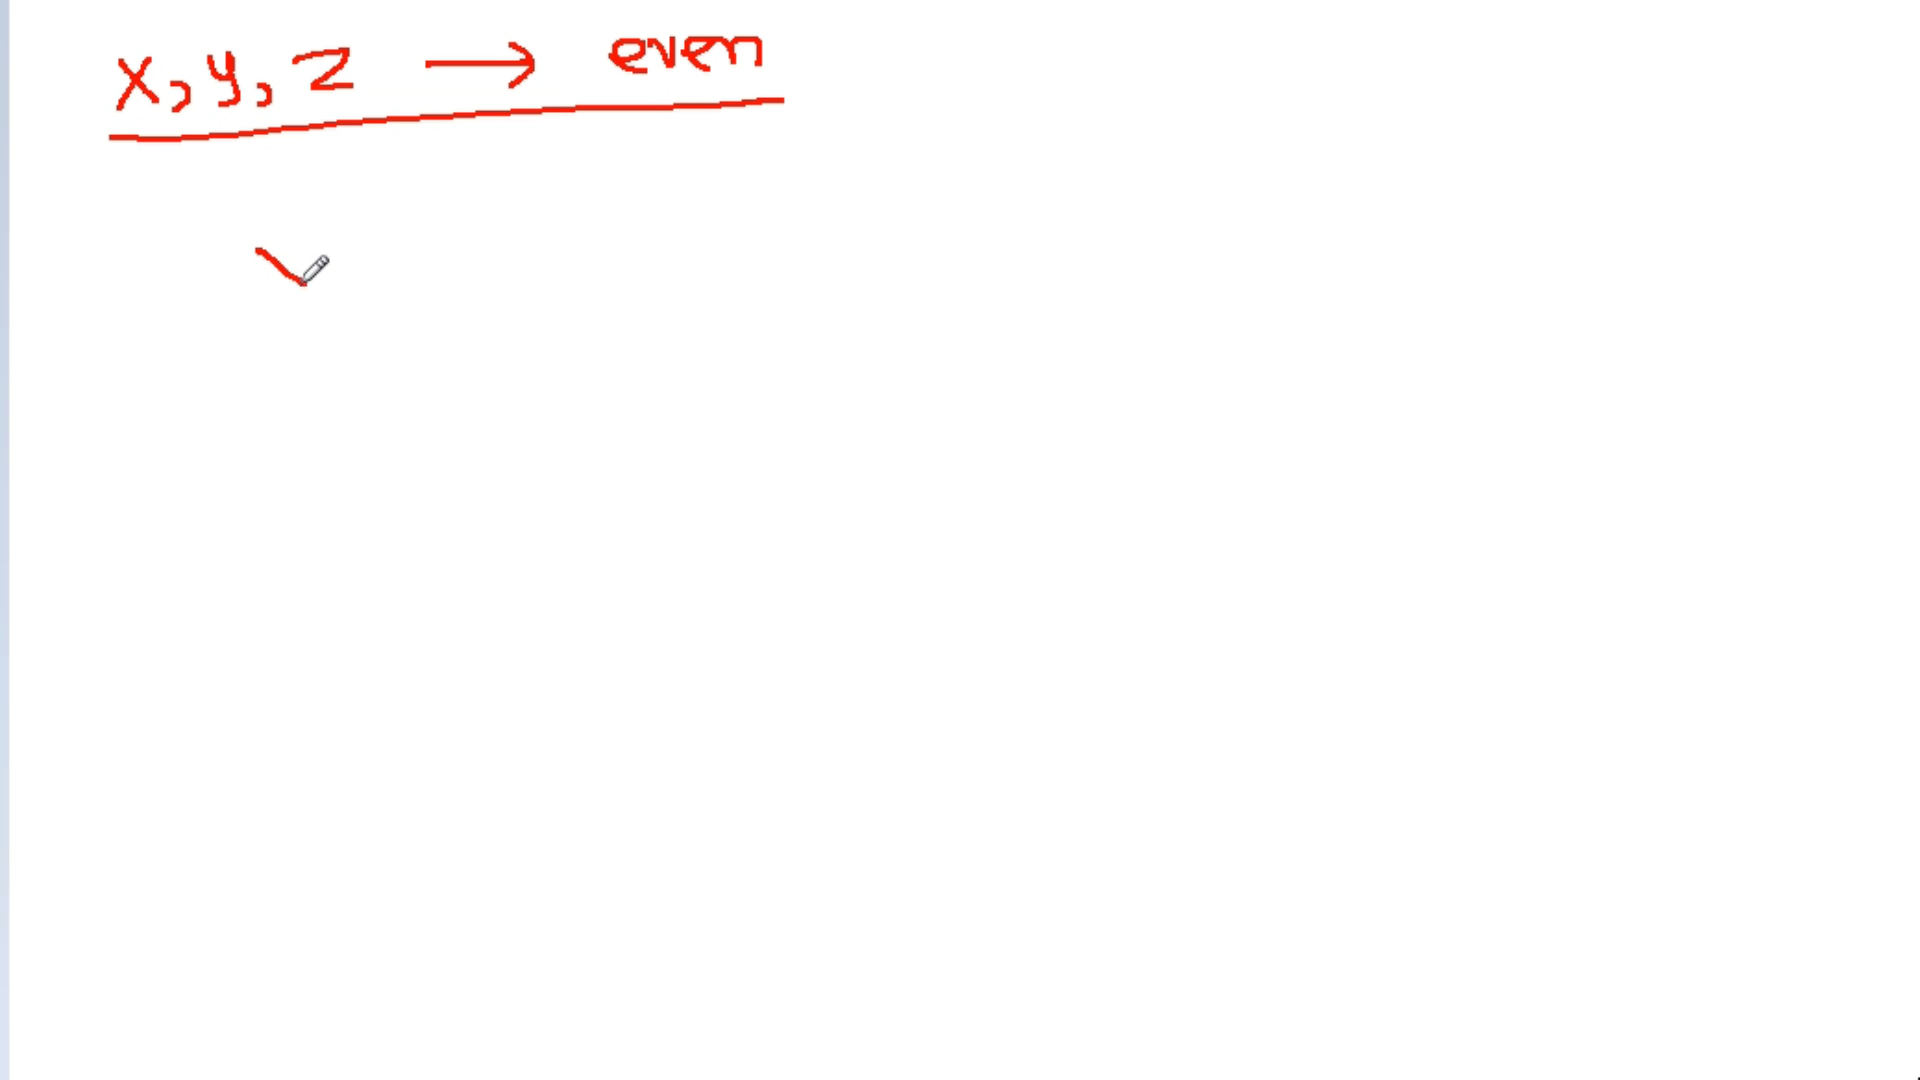 x, y, z → even